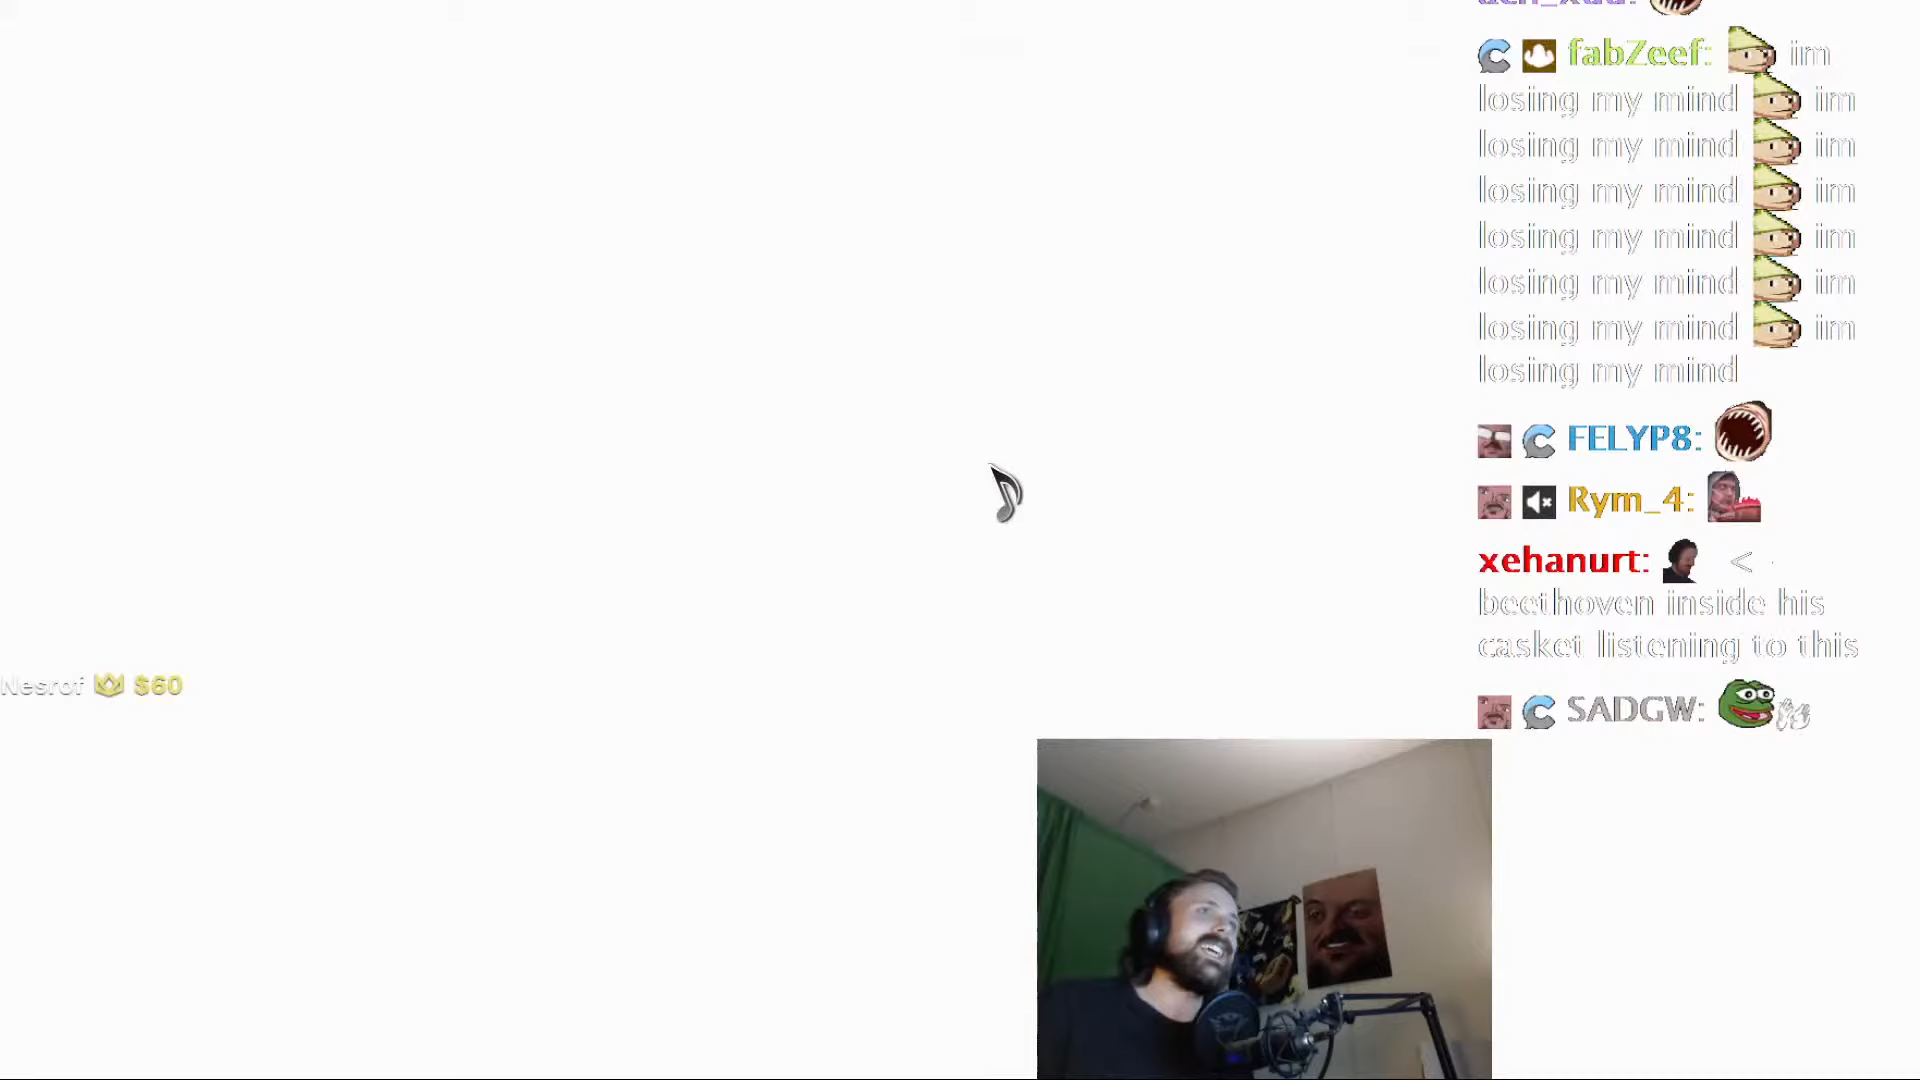 fabZeef: im
losing my mind im
losing my mind im
losing my mind im
losing my mind im
losing my mind im
losing my mind im
losing my mind
FELYP8:
Rym_4:
xehanurt: <
beethoven inside his
casket listening to this
SADGW:
Nesrof $60